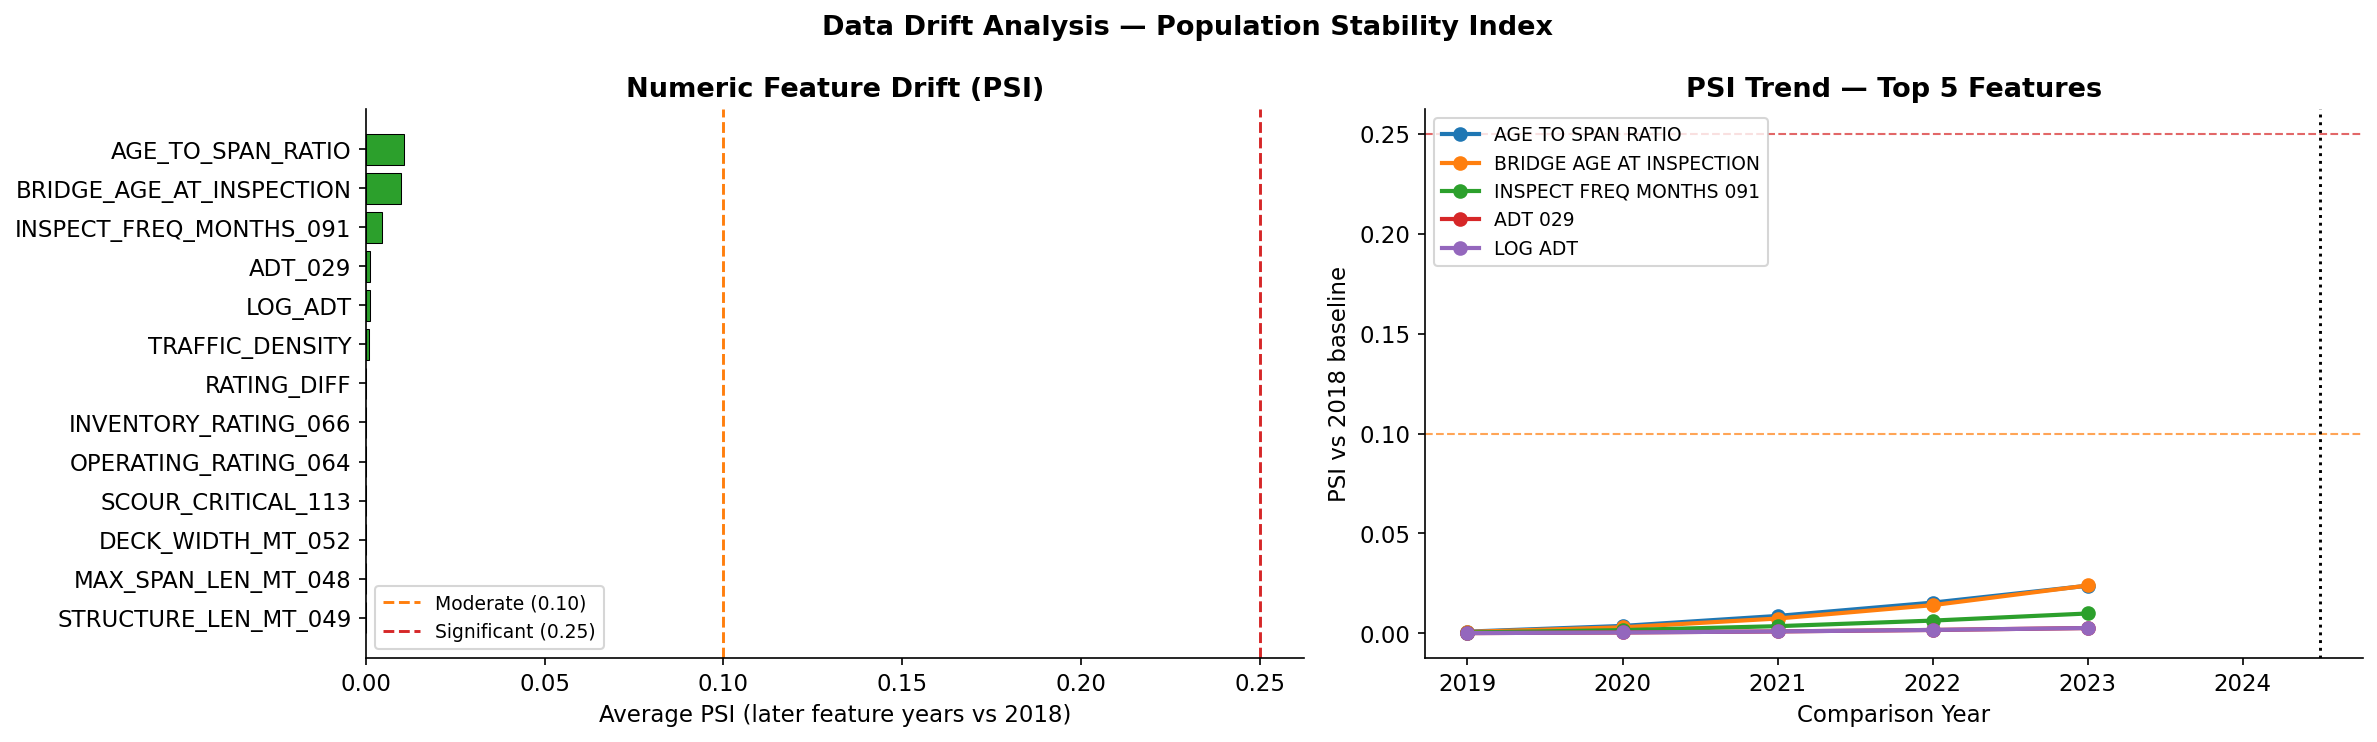 Data Drift Analysis — Population Stability Index
Numeric Feature Drift (PSI)
AGE_TO_SPAN_RATIO
BRIDGE_AGE_AT_INSPECTION
INSPECT_FREQ_MONTHS_091
ADT_029
LOG_ADT
TRAFFIC_DENSITY
RATING_DIFF
INVENTORY_RATING_066
OPERATING_RATING_064
SCOUR_CRITICAL_113
DECK_WIDTH_MT_052
MAX_SPAN_LEN_MT_048
STRUCTURE_LEN_MT_049
Moderate (0.10)
Significant (0.25)
0.00 0.05 0.10 0.15 0.20 0.25
Average PSI (later feature years vs 2018)
PSI Trend — Top 5 Features
PSI vs 2018 baseline
0.25
0.20
0.15
0.10
0.05
0.00
AGE TO SPAN RATIO
BRIDGE AGE AT INSPECTION
INSPECT FREQ MONTHS 091
ADT 029
LOG ADT
2019 2020 2021 2022 2023 2024
Comparison Year